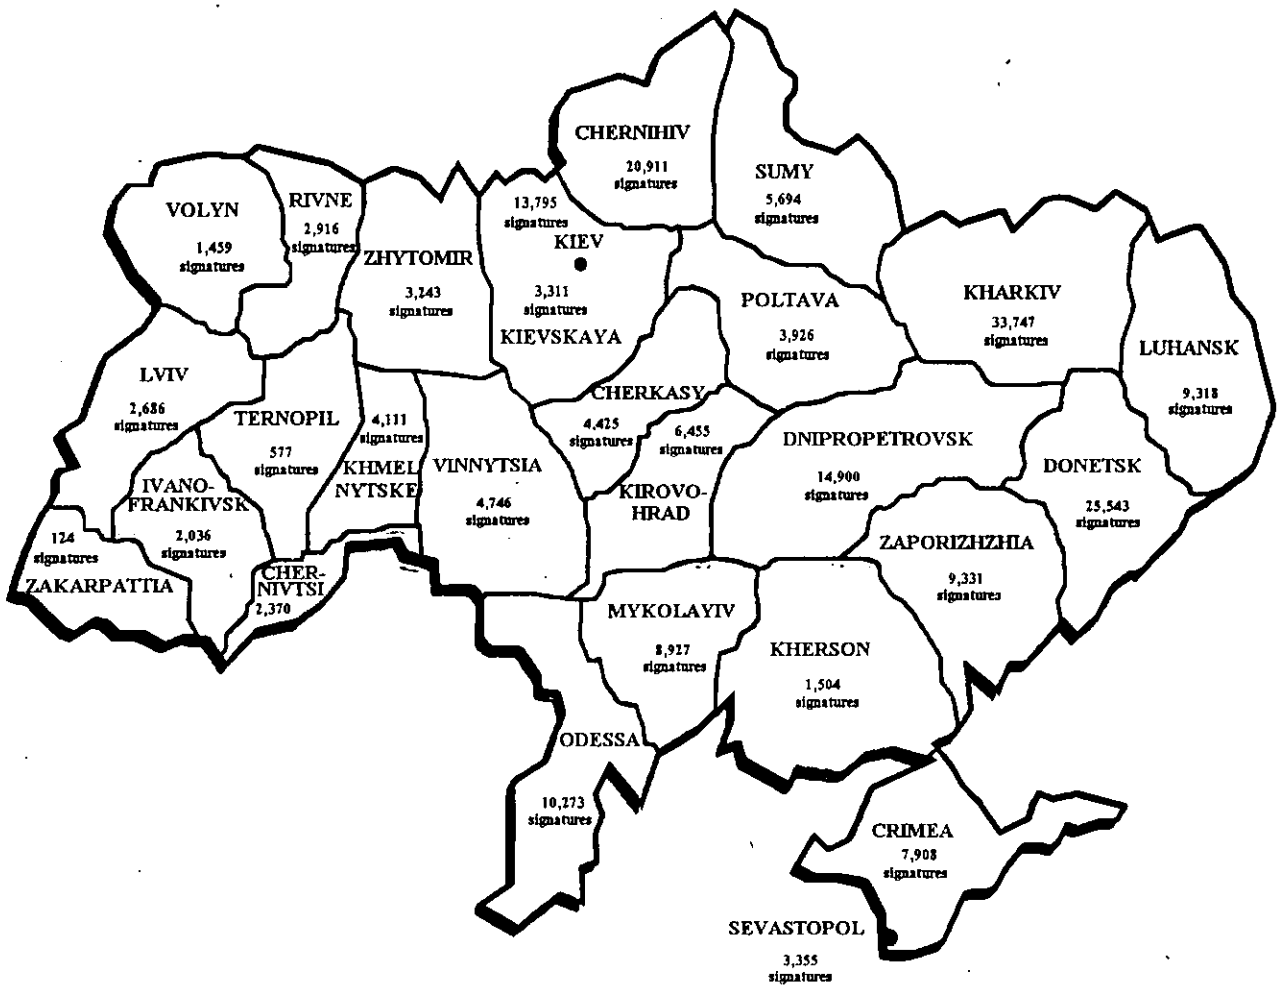 CHERNIHIV
20,911
signatures
SUMY
5,694
signatures
VOLYN
1,459
signatures
RIVNE
2,916
signatures
ZHYTOMIR
3,243
signatures
13,795
signatures
KIEV
3,311
signatures
KIEVSKAYA
POLTAVA
3,926
signatures
KHARKIV
33,747
signatures
LUHANSK
9,318
signatures
LVIV
2,686
signatures
TERNOPIL
577
signatures
4,111
signatures
KHMEL
NYTSKE
VINNYTSIA
4,746
signatures
CHERKASY
4,425
signatures
6,455
signatures
KIROVO-
HRAD
DNIPROPETROVSK
14,900
signatures
DONETSK
25,543
signatures
IVANO-
FRANKIVSK
2,036
signatures
124
signatures
ZAKARPATTIA
CHER-
NIVTSI
2,370
ZAPORIZHZHIA
9,331
signatures
MYKOLAYIV
8,927
signatures
KHERSON
1,504
signatures
ODESSA
10,273
signatures
CRIMEA
7,908
signatures
SEVASTOPOL
3,355
signatures